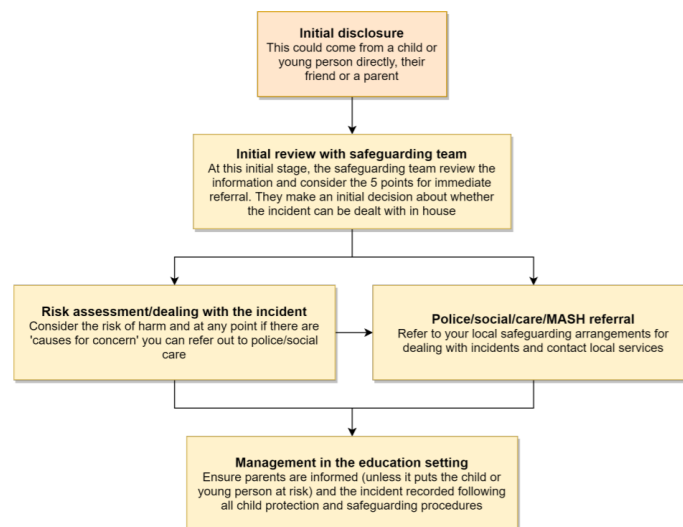 Initial disclosure
This could come from a child or
young person directly, their
friend or a parent
Initial review with safeguarding team
At this initial stage, the safeguarding team review the
information and consider the 5 points for immediate
referral. They make an initial decision about whether
the incident can be dealt with in house
Risk assessment/dealing with the incident
Consider the risk of harm and at any point if there are
'causes for concern' you can refer out to police/social
care
Police/social/care/MASH referral
Refer to your local safeguarding arrangements for
dealing with incidents and contact local services
Management in the education setting
Ensure parents are informed (unless it puts the child or
young person at risk) and the incident recorded following
all child protection and safeguarding procedures